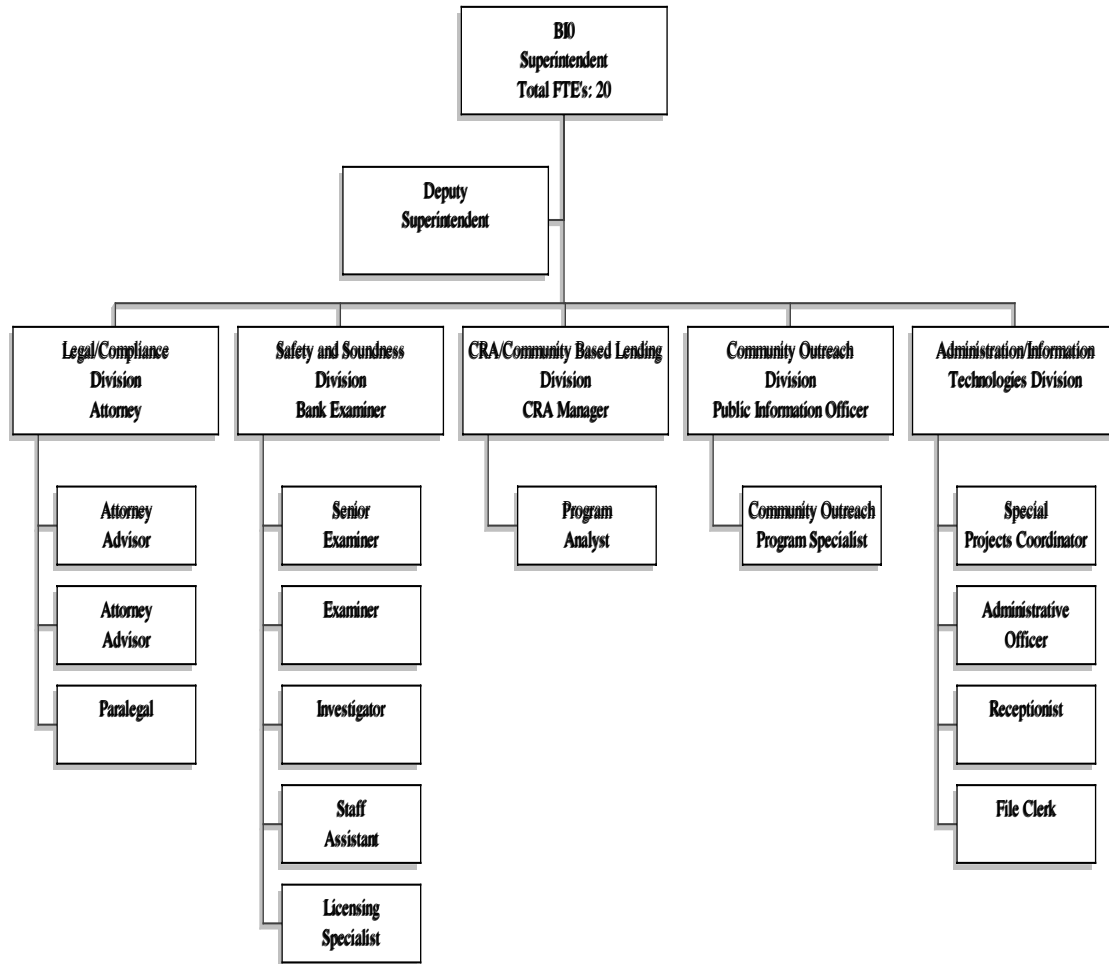 BI0
Superintendent
Total FTE's: 20
Deputy
Superintendent
Legal/Compliance
Division
Attorney
Safety and Soundness
Division
Bank Examiner
CRA/Community Based Lending
Division
CRA Manager
Community Outreach
Division
Public Information Officer
Administration/Information
Technologies Division
Attorney
Advisor
Attorney
Advisor
Paralegal
Senior
Examiner
Examiner
Investigator
Staff
Assistant
Licensing
Specialist
Program
Analyst
Community Outreach
Program Specialist
Special
Projects Coordinator
Administrative
Officer
Receptionist
File Clerk